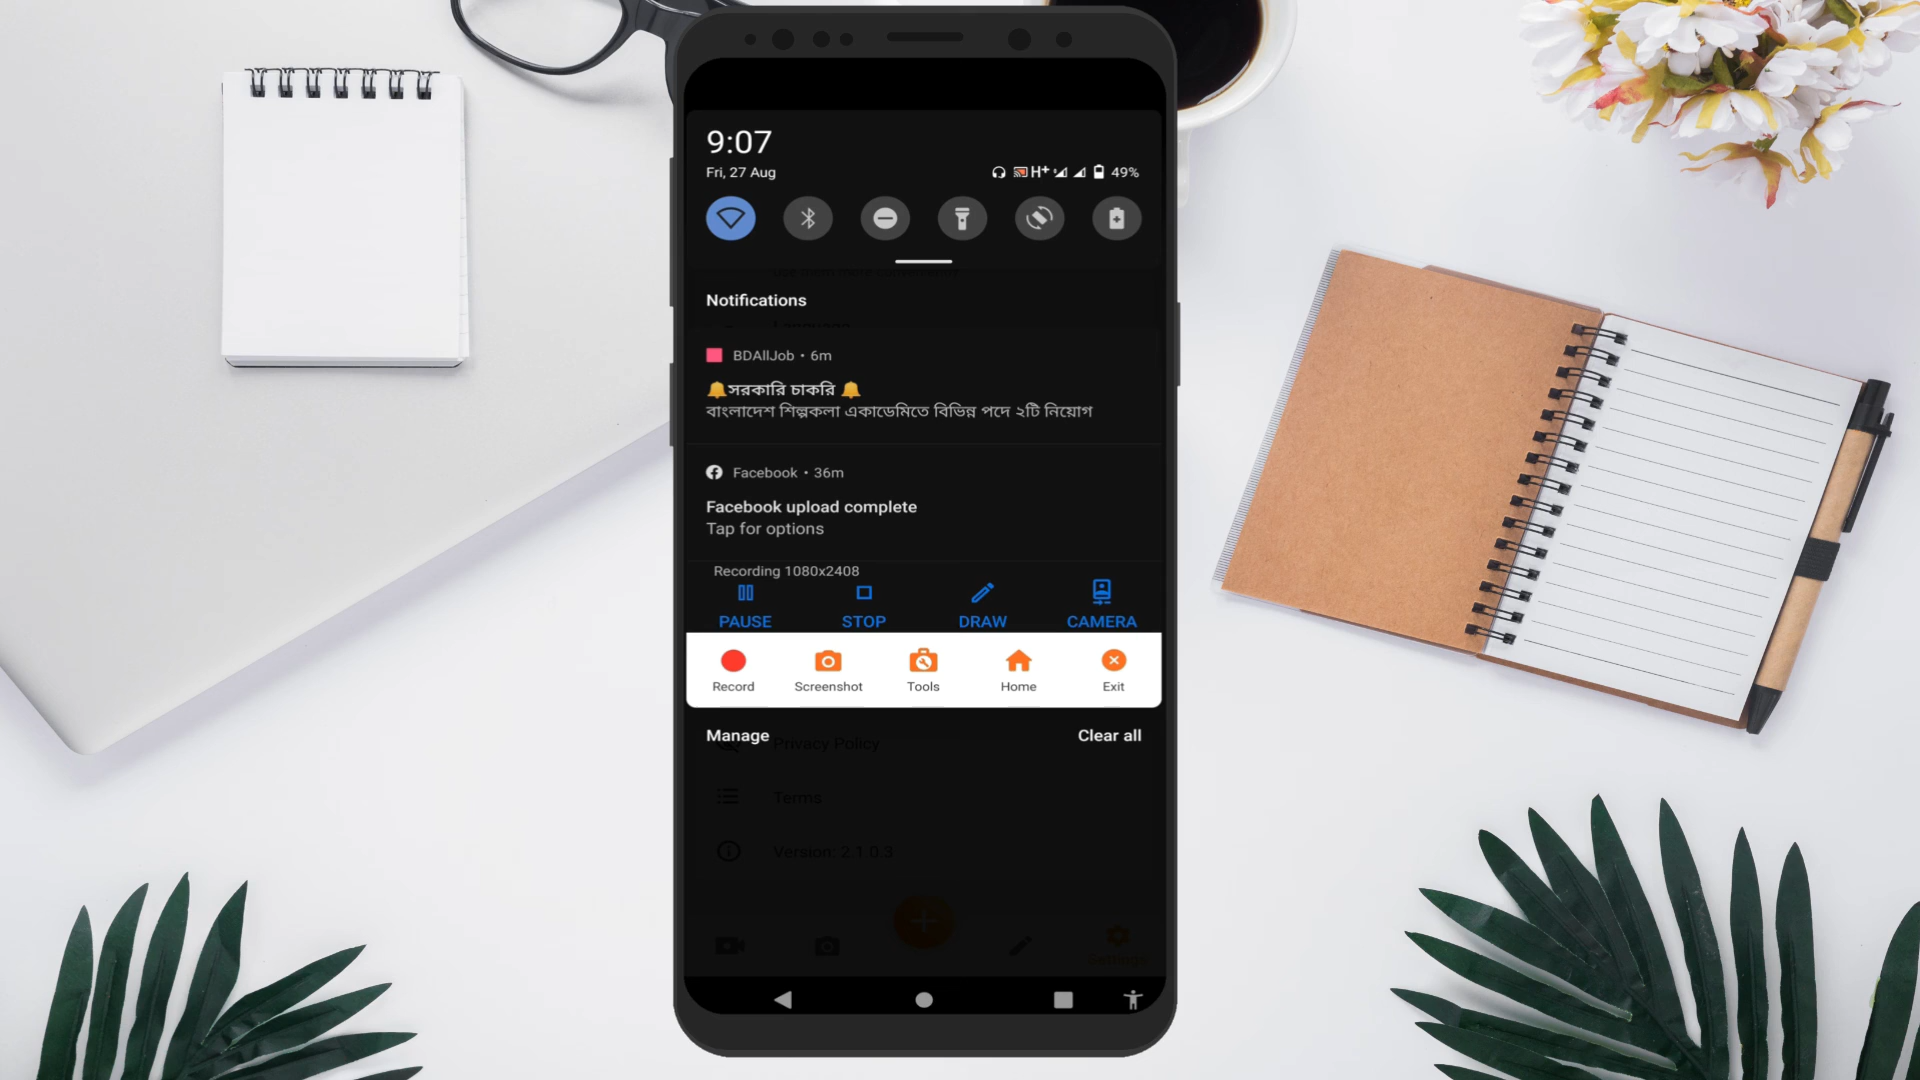 9:07
Fri, 27 Aug
H+ 49%
Notifications
Language
BDAllJob • 6m
🔔সরকারি চাকরি 🔔
বাংলাদেশ শিল্পকলা একাডেমিতে বিভিন্ন পদে ২টি নিয়োগ
Facebook • 36m
Facebook upload complete
Tap for options
Recording 1080x2408
PAUSE STOP DRAW CAMERA
Record Screenshot Tools Home Exit
Manage Clear all
Privacy Policy
Terms
Version: 2.1.0.3
Settings